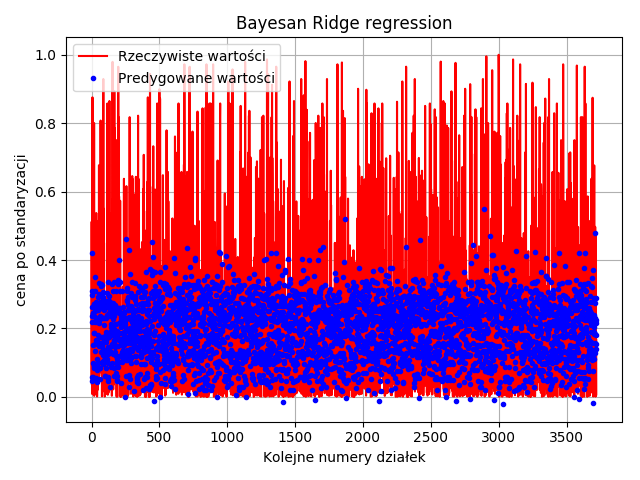 Bayesan Ridge regression
Rzeczywiste wartości
Predygowane wartości
cena po standaryzacji
1.0
0.8
0.6
0.4
0.2
0.0
0 500 1000 1500 2000 2500 3000 3500
Kolejne numery działek